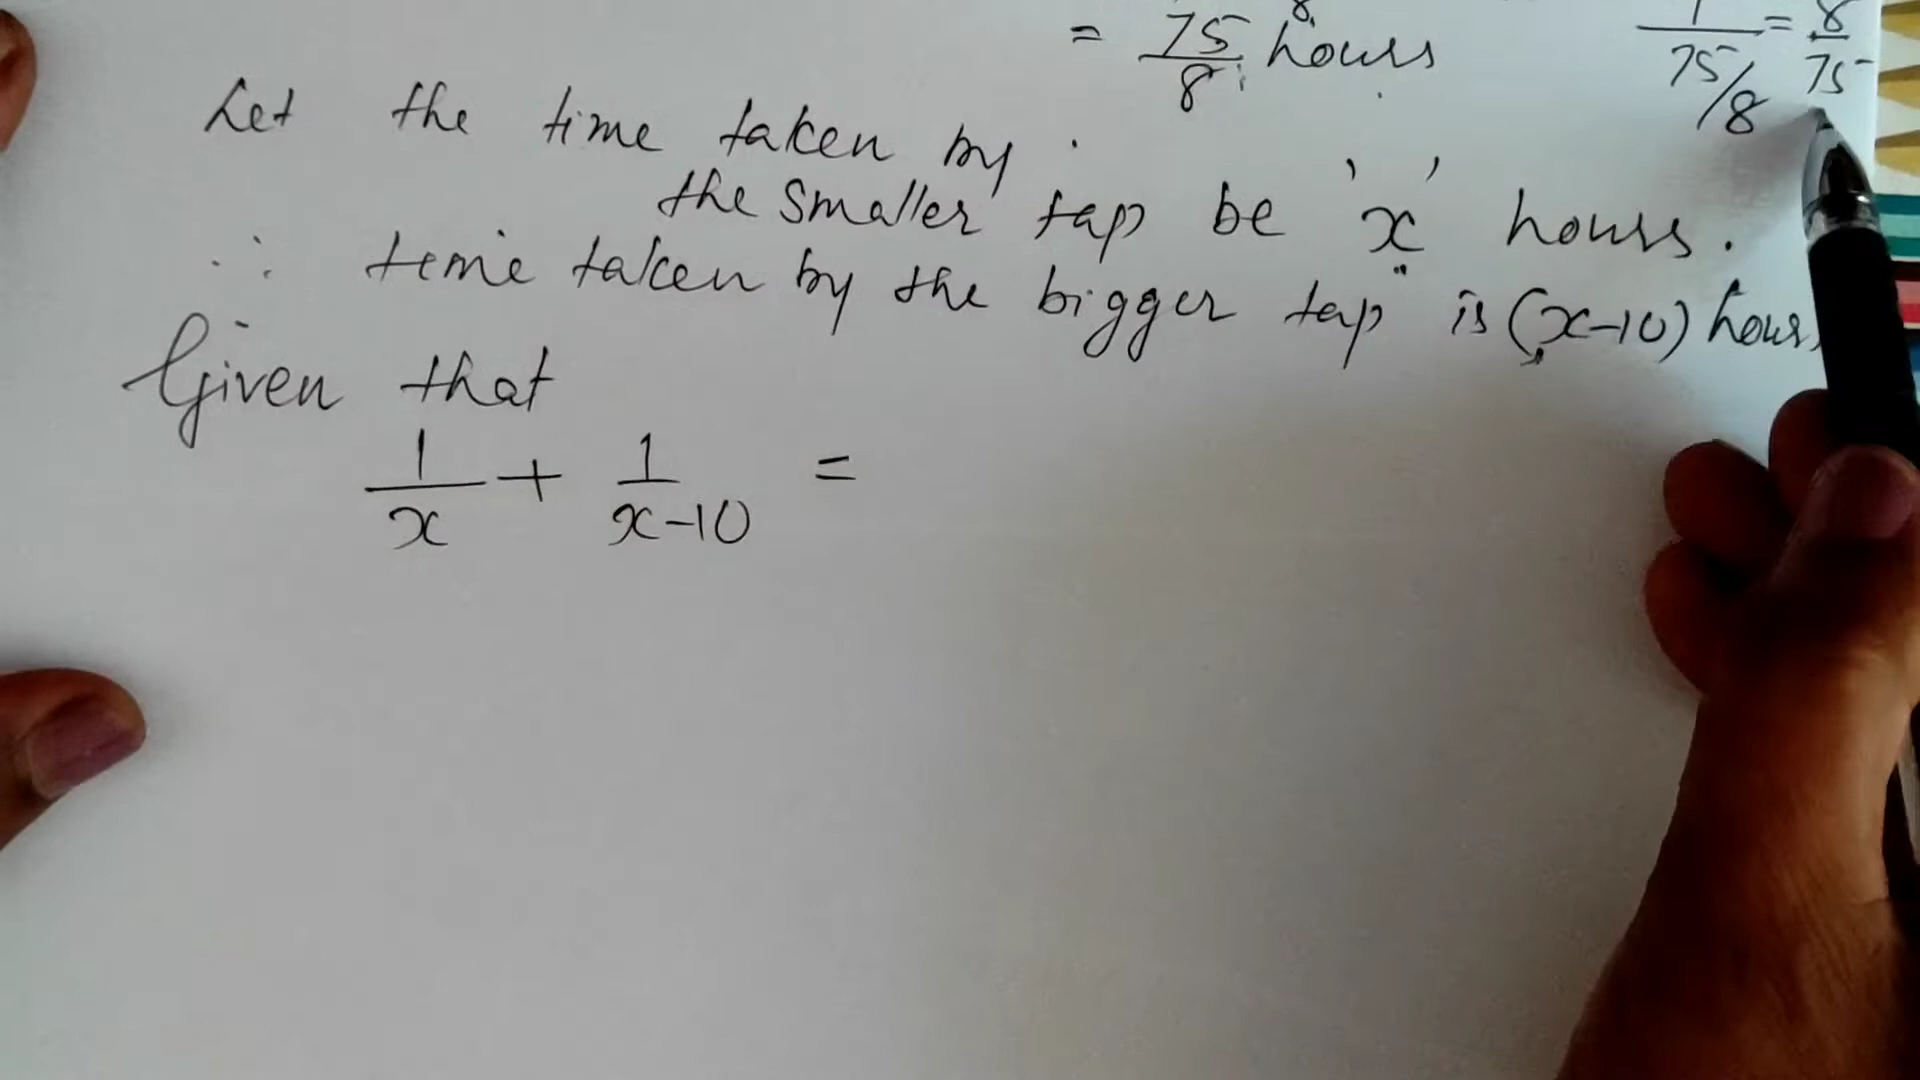 = 75/8 hours
1/(75/8) = 8/75
Let the time taken by
the smaller tap be 'x' hours.
∴ time taken by the bigger tap is (x-10) hour
Given that
1/x + 1/(x-10) =